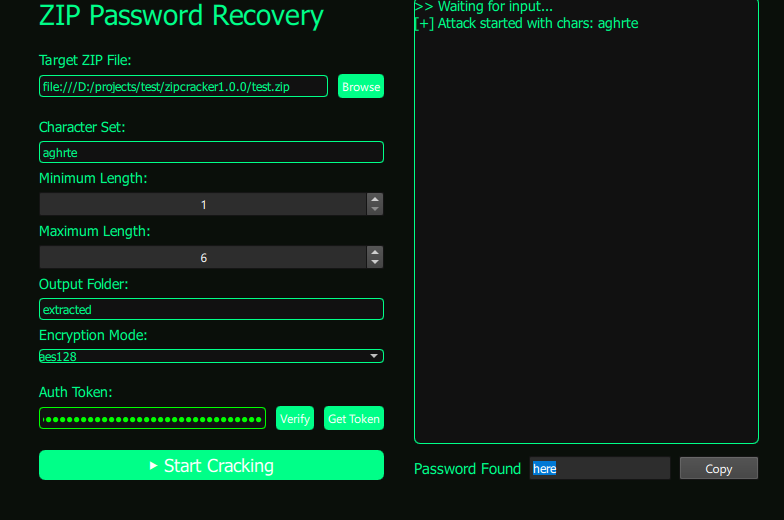 ZIP Password Recovery
Target ZIP File:
file:///D:/projects/test/zipcracker1.0.0/test.zip
Browse
Character Set:
aghrte
Minimum Length:
1
Maximum Length:
6
Output Folder:
extracted
Encryption Mode:
aes128
Auth Token:
Verify
Get Token
Start Cracking
>> Waiting for input...
[+] Attack started with chars: aghrte
Password Found
here
Copy